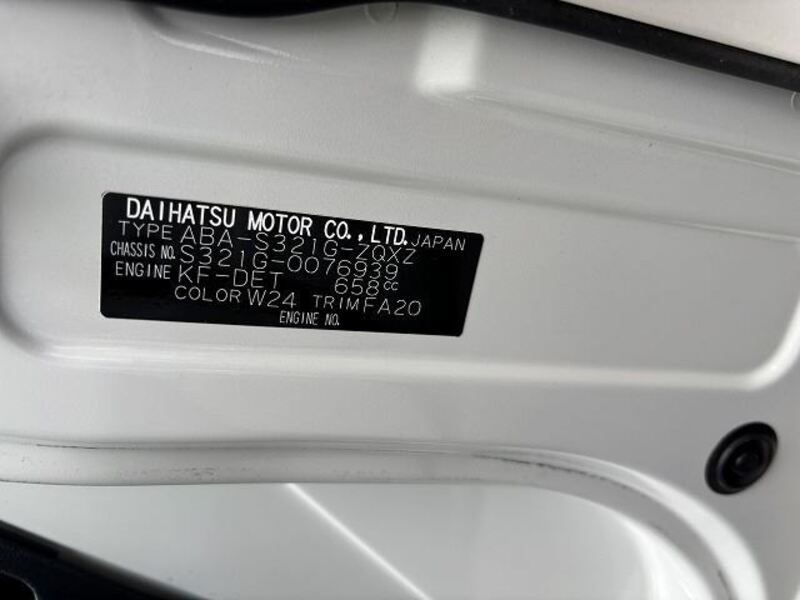 DAIHATSU MOTOR CO., LTD. JAPAN
TYPE ABA-S321G-ZQXZ
CHASSIS NO. S321G-0076939
ENGINE KF-DET 658cc
COLOR W24 TRIM FA20
ENGINE NO.